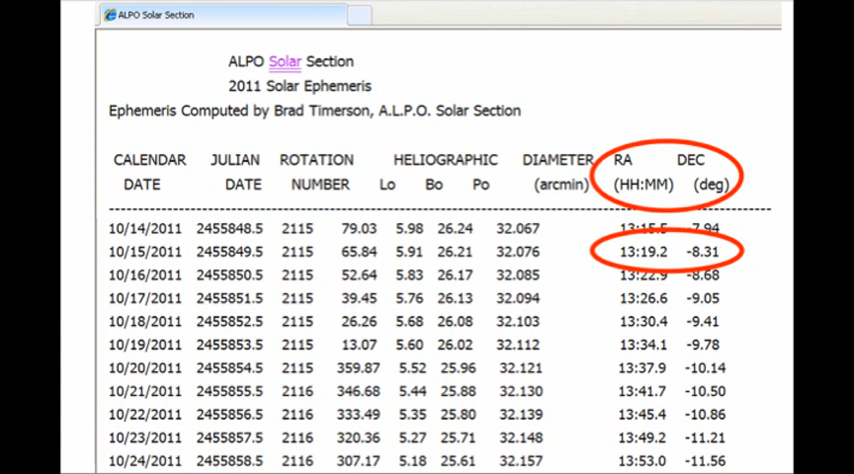 ALPO Solar Section
ALPO Solar Section
2011 Solar Ephemeris
Ephemeris Computed by Brad Timerson, A.L.P.O. Solar Section
CALENDAR JULIAN ROTATION HELIOGRAPHIC DIAMETER RA DEC
DATE DATE NUMBER Lo Bo Po (arcmin) (HH:MM) (deg)
--------------------------------------------------------------------------------
10/14/2011 2455848.5 2115 79.03 5.98 26.24 32.067 13:15.5 -7.94
10/15/2011 2455849.5 2115 65.84 5.91 26.21 32.076 13:19.2 -8.31
10/16/2011 2455850.5 2115 52.64 5.83 26.17 32.085 13:22.9 -8.68
10/17/2011 2455851.5 2115 39.45 5.76 26.13 32.094 13:26.6 -9.05
10/18/2011 2455852.5 2115 26.26 5.68 26.08 32.103 13:30.4 -9.41
10/19/2011 2455853.5 2115 13.07 5.60 26.02 32.112 13:34.1 -9.78
10/20/2011 2455854.5 2115 359.87 5.52 25.96 32.121 13:37.9 -10.14
10/21/2011 2455855.5 2116 346.68 5.44 25.88 32.130 13:41.7 -10.50
10/22/2011 2455856.5 2116 333.49 5.35 25.80 32.139 13:45.4 -10.86
10/23/2011 2455857.5 2116 320.36 5.27 25.71 32.148 13:49.2 -11.21
10/24/2011 2455858.5 2116 307.17 5.18 25.61 32.157 13:53.0 -11.56